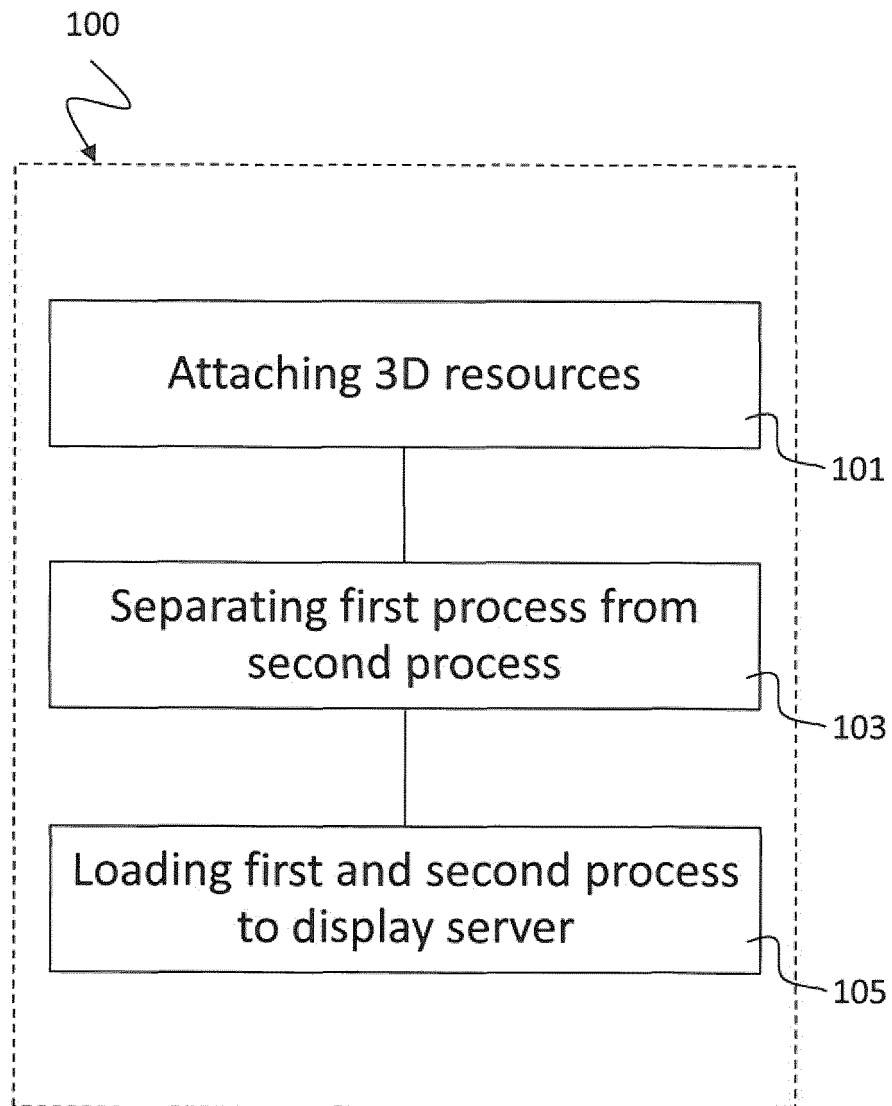 100
Attaching 3D resources
101
Separating first process from
second process
103
Loading first and second process
to display server
105